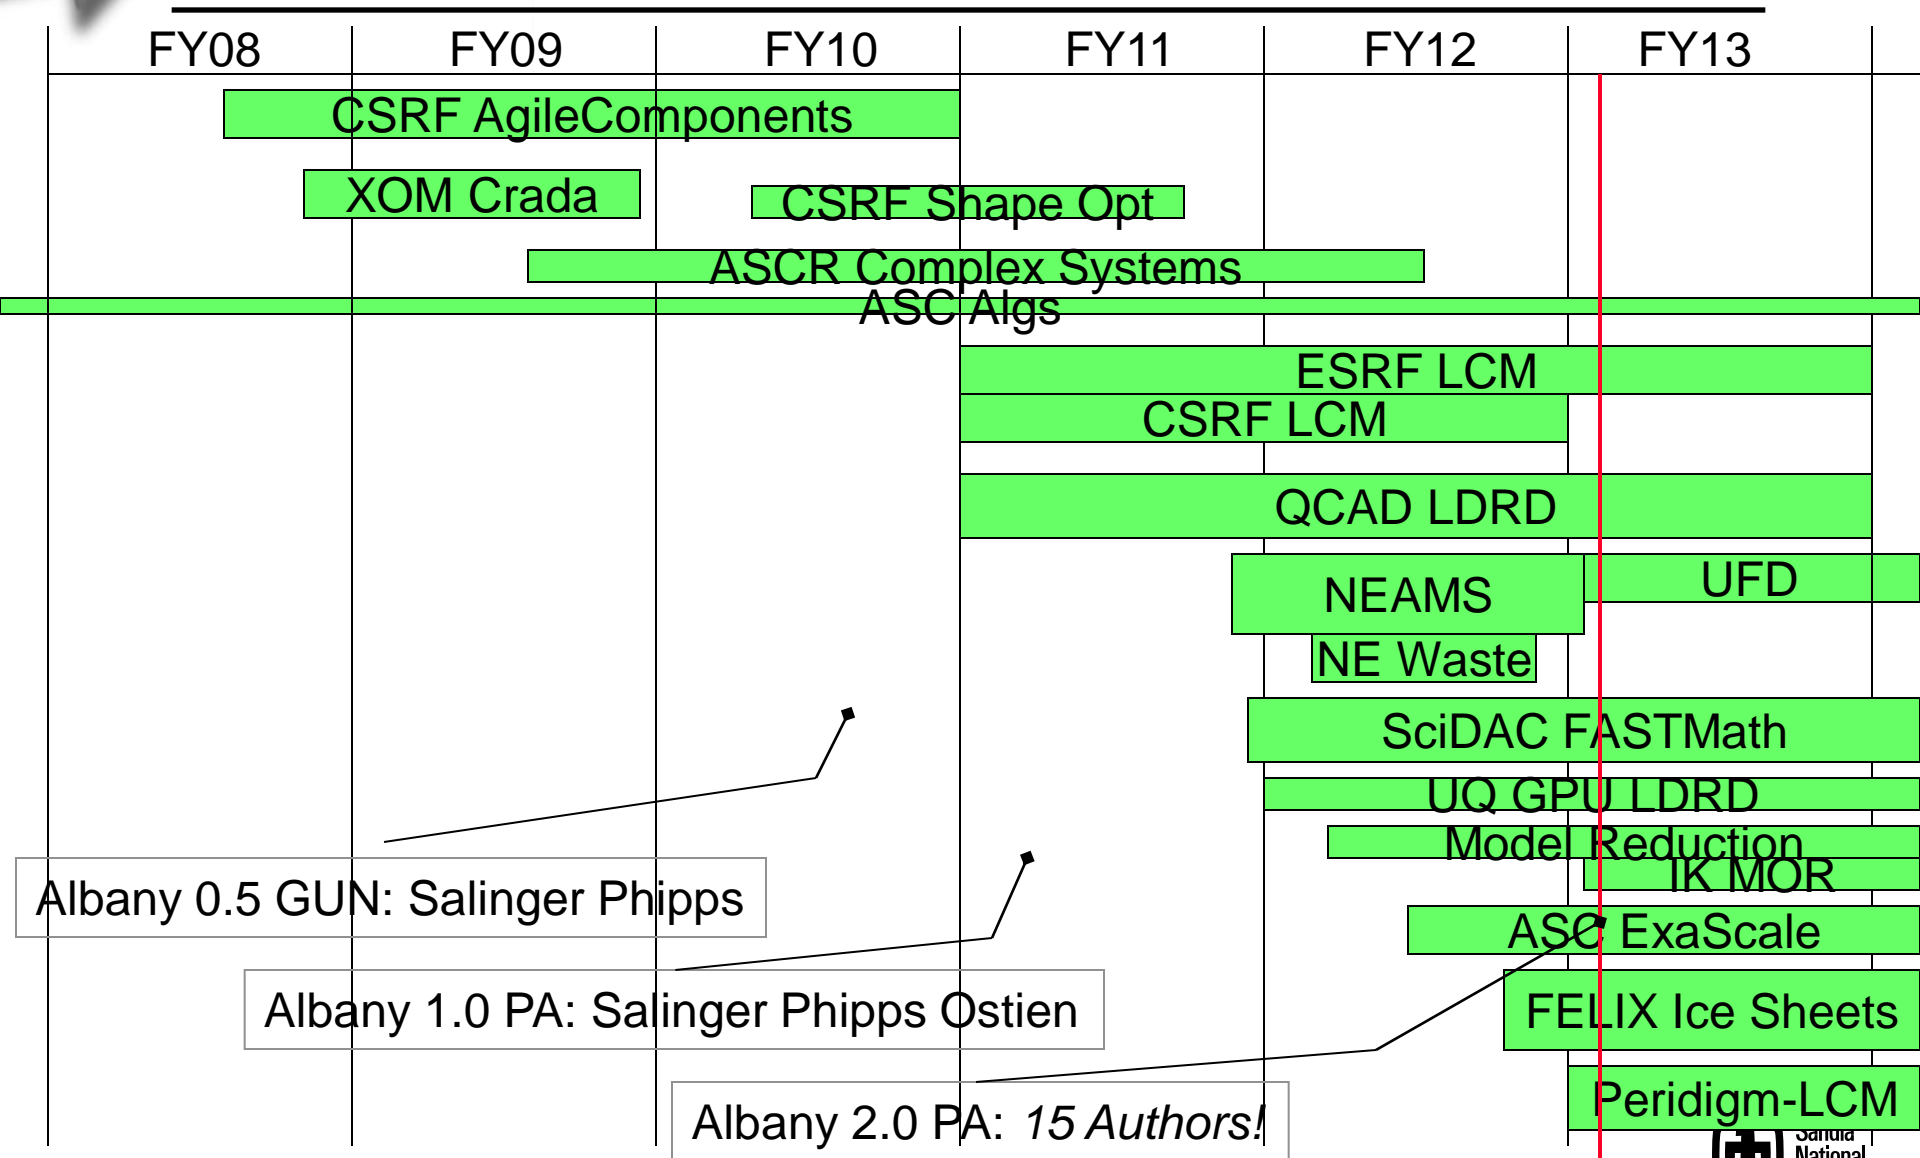 FY08 FY09 FY10 FY11 FY12 FY13
CSRF AgileComponents
XOM Crada
CSRF Shape Opt
ASCR Complex Systems
ASC Algs
ESRF LCM
CSRF LCM
QCAD LDRD
NEAMS
UFD
NE Waste
SciDAC FASTMath
UQ GPU LDRD
Model Reduction
IK MOR
Albany 0.5 GUN: Salinger Phipps
ASC ExaScale
Albany 1.0 PA: Salinger Phipps Ostien
FELIX Ice Sheets
Peridigm-LCM
Albany 2.0 PA: 15 Authors!
Sandia
National